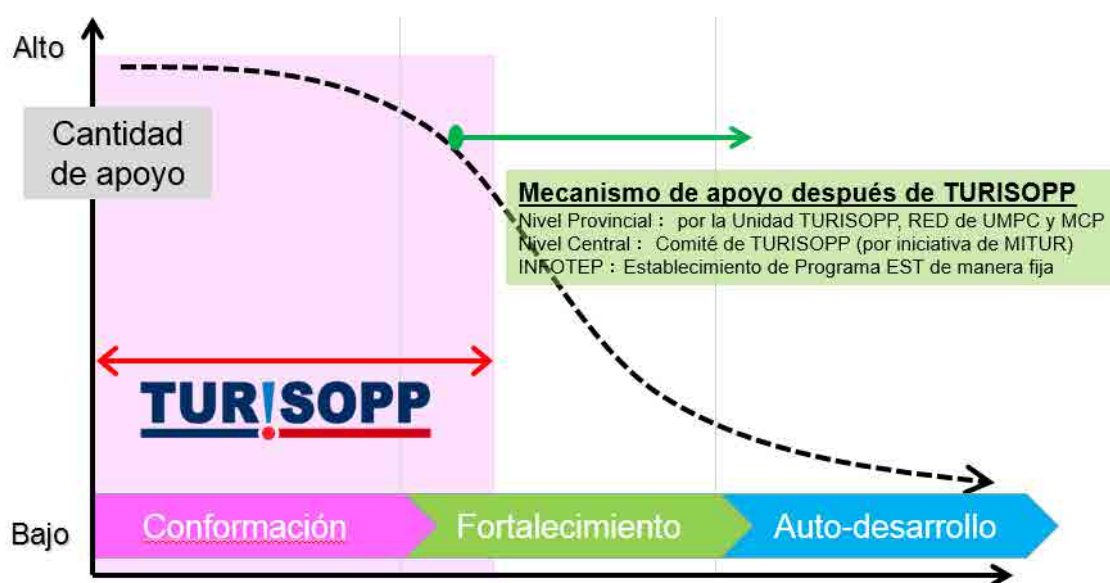 Alto
Cantidad
de apoyo
Mecanismo de apoyo después de TURISOPP
Nivel Provincial： por la Unidad TURISOPP, RED de UMPC y MCP
Nivel Central： Comité de TURISOPP (por iniciativa de MITUR)
INFOTEP：Establecimiento de Programa EST de manera fija
TUR!SOPP
Conformación
Fortalecimiento
Auto-desarrollo
Bajo